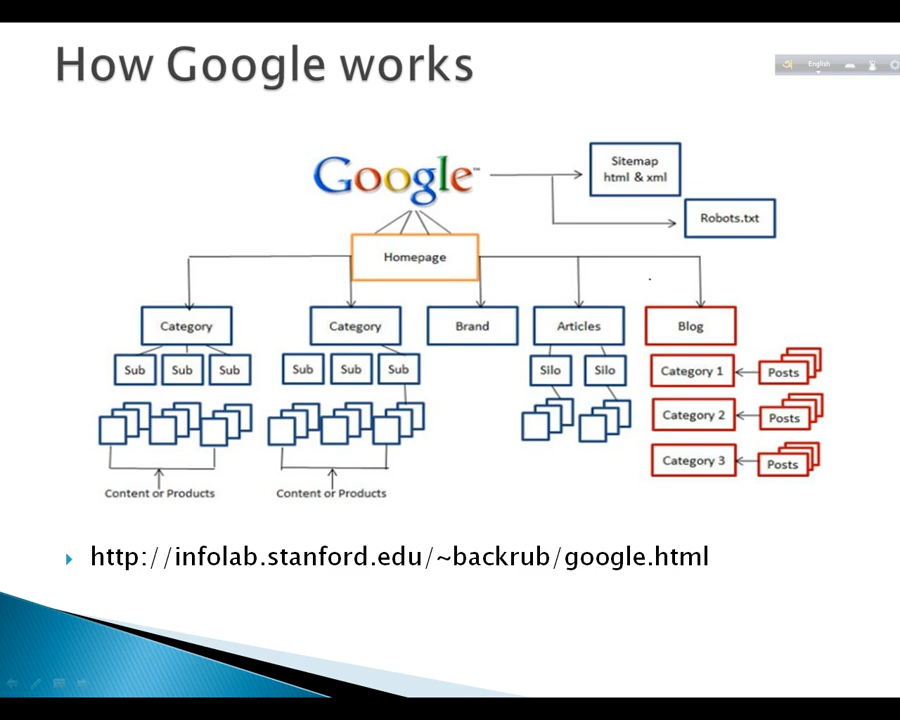 How Google works
English
Google™
Sitemap
html & xml
Robots.txt
Homepage
Category
Category
Brand
Articles
Blog
Sub
Sub
Sub
Sub
Sub
Sub
Silo
Silo
Category 1
Posts
Category 2
Posts
Category 3
Posts
Content or Products
Content or Products
http://infolab.stanford.edu/~backrub/google.html